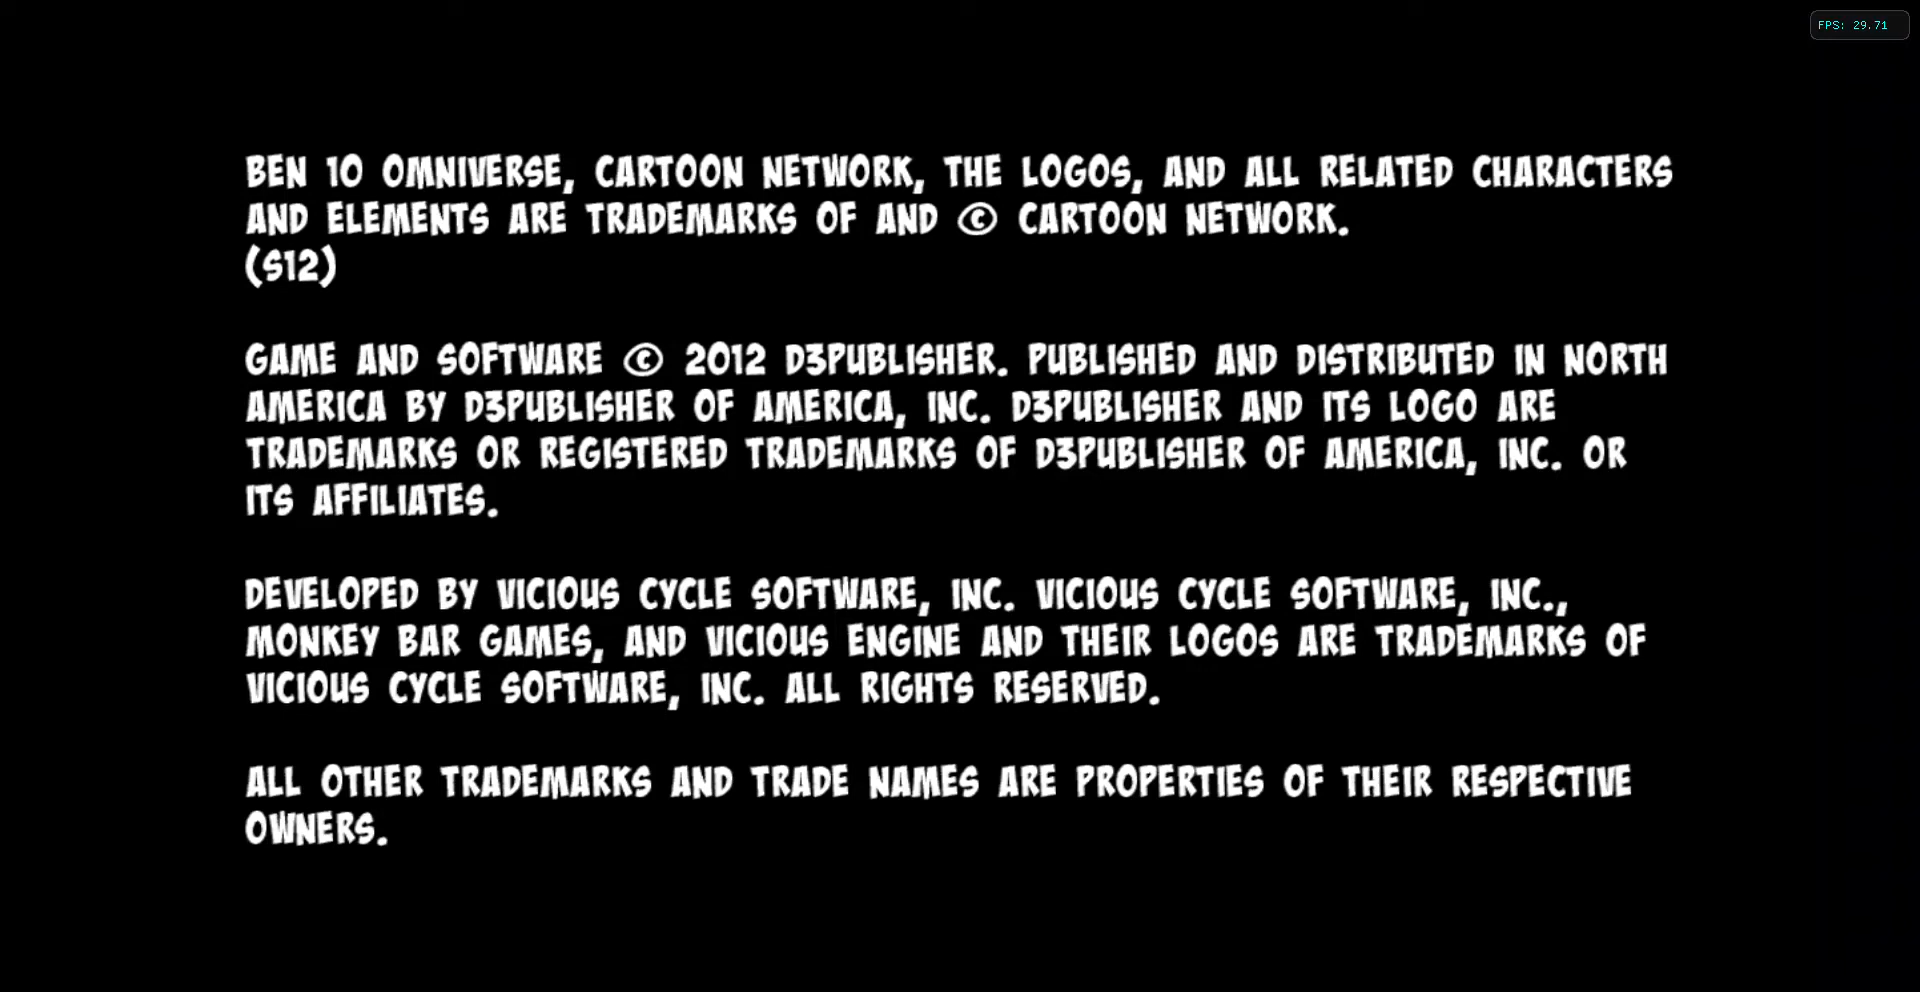 FPS: 29.71
BEN 10 OMNIVERSE, CARTOON NETWORK, THE LOGOS, AND ALL RELATED CHARACTERS
AND ELEMENTS ARE TRADEMARKS OF AND © CARTOON NETWORK.
(S12)
GAME AND SOFTWARE © 2012 D3PUBLISHER. PUBLISHED AND DISTRIBUTED IN NORTH
AMERICA BY D3PUBLISHER OF AMERICA, INC. D3PUBLISHER AND ITS LOGO ARE
TRADEMARKS OR REGISTERED TRADEMARKS OF D3PUBLISHER OF AMERICA, INC. OR
ITS AFFILIATES.
DEVELOPED BY VICIOUS CYCLE SOFTWARE, INC. VICIOUS CYCLE SOFTWARE, INC.,
MONKEY BAR GAMES, AND VICIOUS ENGINE AND THEIR LOGOS ARE TRADEMARKS OF
VICIOUS CYCLE SOFTWARE, INC. ALL RIGHTS RESERVED.
ALL OTHER TRADEMARKS AND TRADE NAMES ARE PROPERTIES OF THEIR RESPECTIVE
OWNERS.